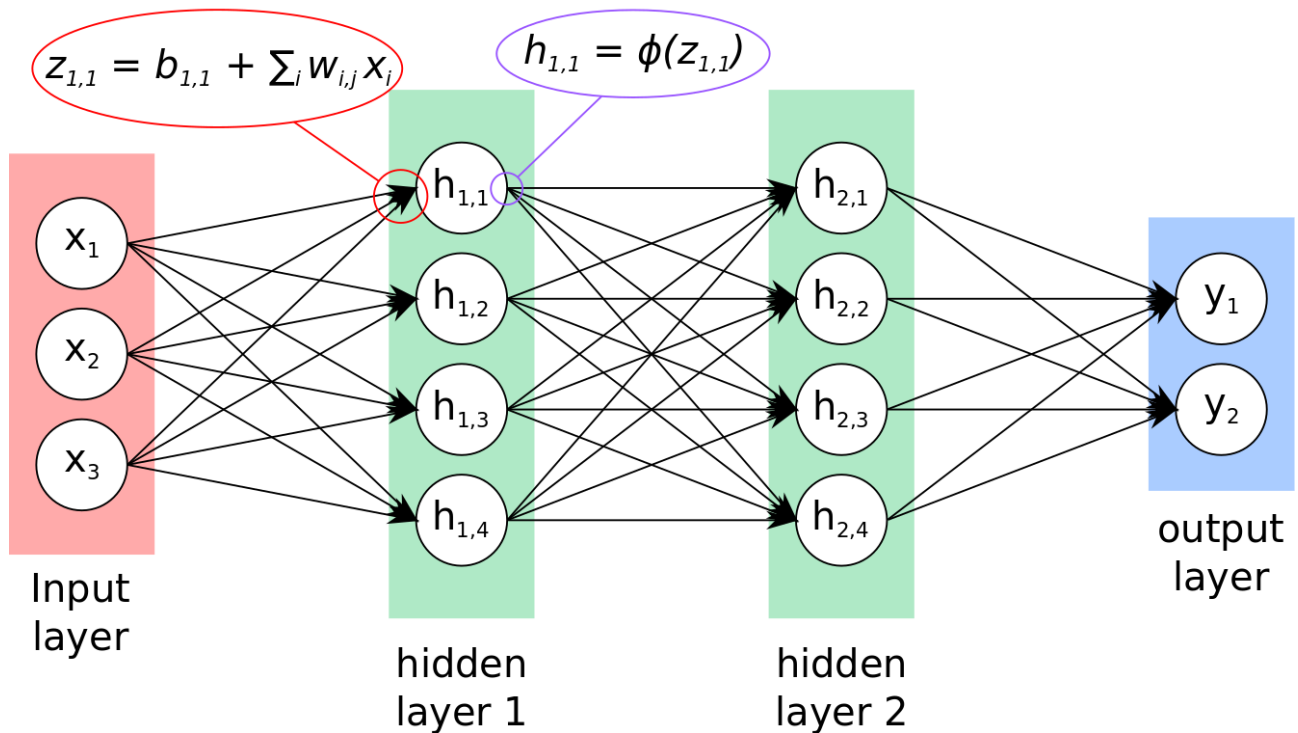 z1,1 = b1,1 + ∑i wi,j xi
h1,1 = ϕ(z1,1)
x1
x2
x3
h1,1
h1,2
h1,3
h1,4
h2,1
h2,2
h2,3
h2,4
y1
y2
Input
layer
hidden
layer 1
hidden
layer 2
output
layer